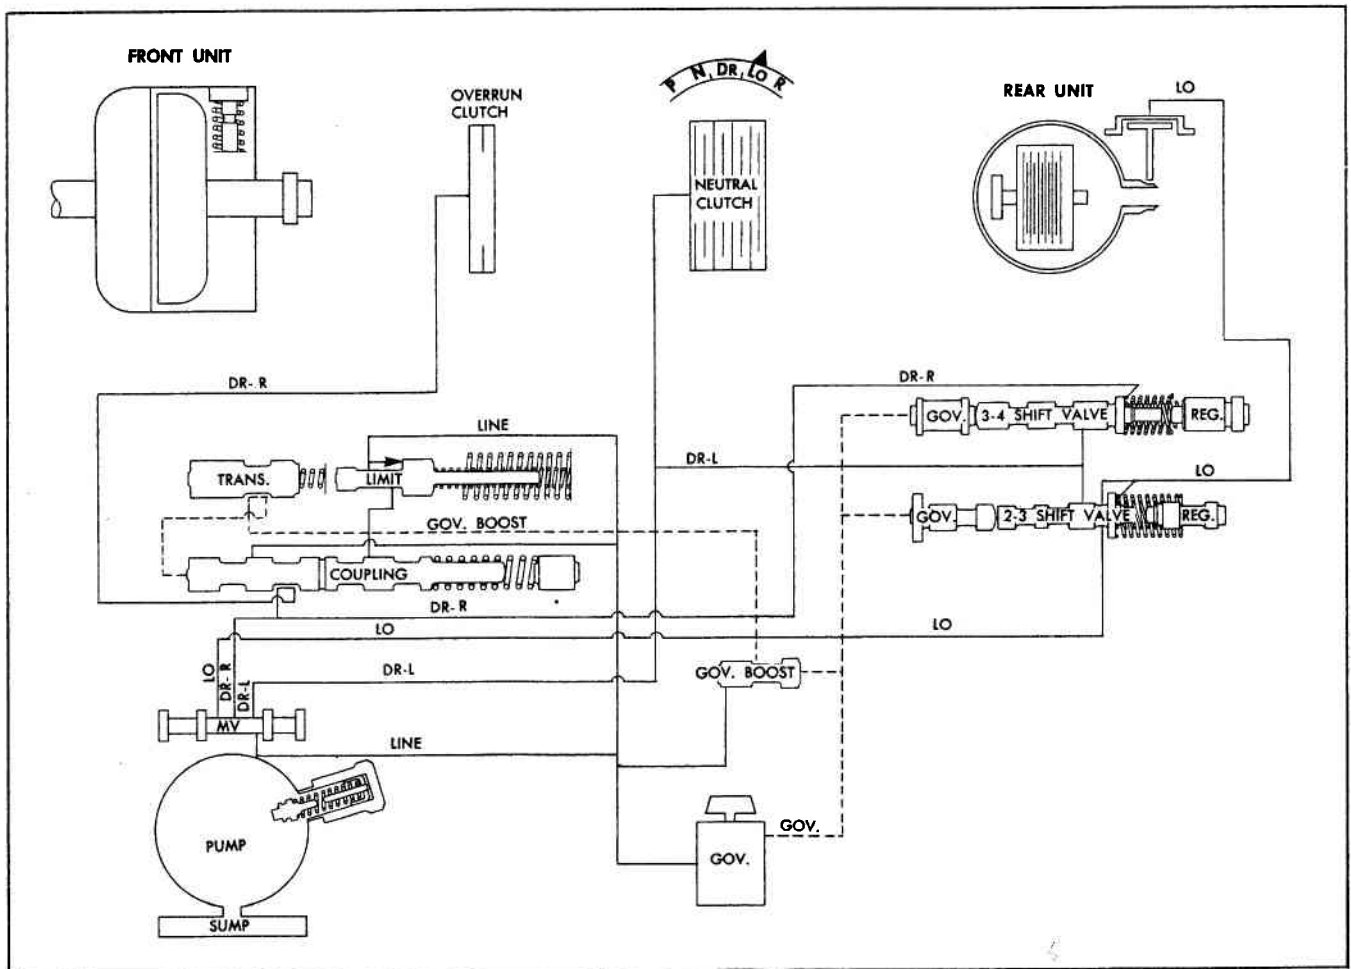 FRONT UNIT
OVERRUN
CLUTCH
P N DR LO R
REAR UNIT
LO
NEUTRAL
CLUTCH
DR-R
DR-R
GOV.
3-4 SHIFT VALVE
REG.
LINE
DR-L
LO
TRANS.
LIMIT
GOV. BOOST
GOV.
2-3 SHIFT VALVE
REG.
COUPLING
DR-R
LO
LO
LO
DR-R
DR-L
DR-L
GOV. BOOST
MV
LINE
PUMP
GOV.
GOV.
SUMP